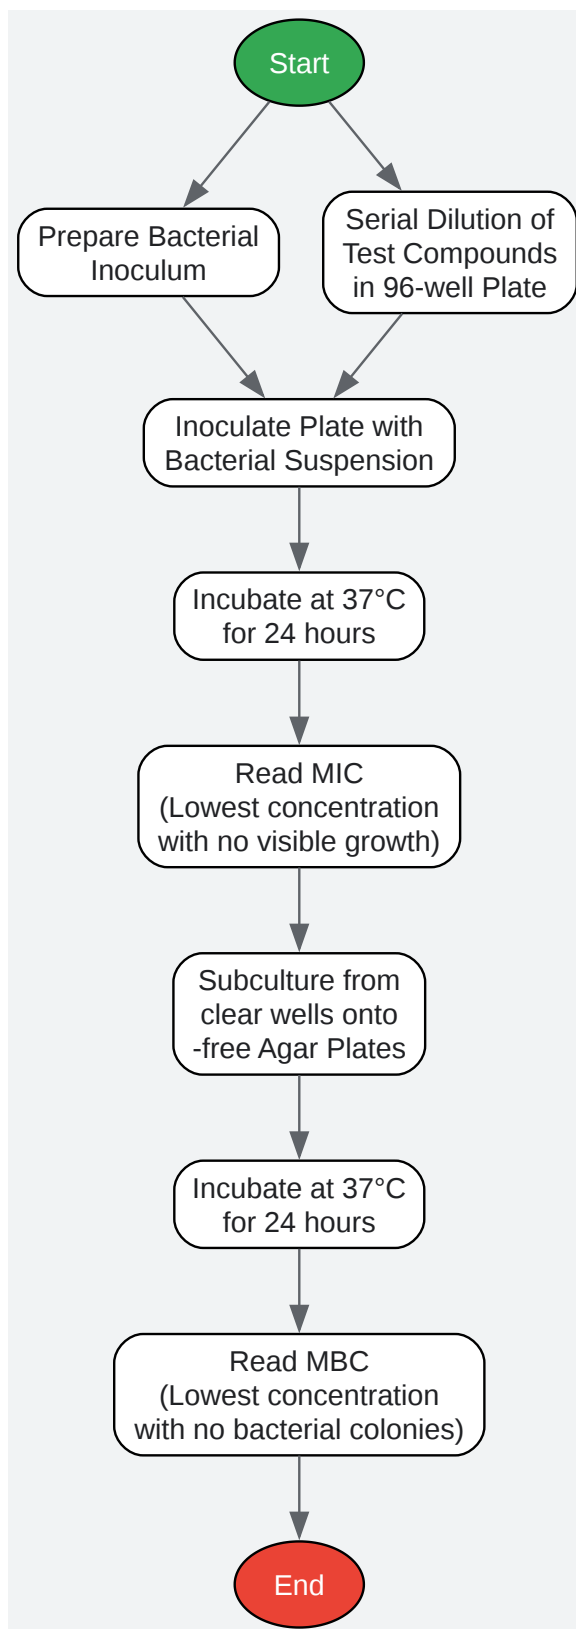 Start
Prepare Bacterial
Inoculum
Serial Dilution of
Test Compounds
in 96-well Plate
Inoculate Plate with
Bacterial Suspension
Incubate at 37°C
for 24 hours
Read MIC
(Lowest concentration
with no visible growth)
Subculture from
clear wells onto
-free Agar Plates
Incubate at 37°C
for 24 hours
Read MBC
(Lowest concentration
with no bacterial colonies)
End